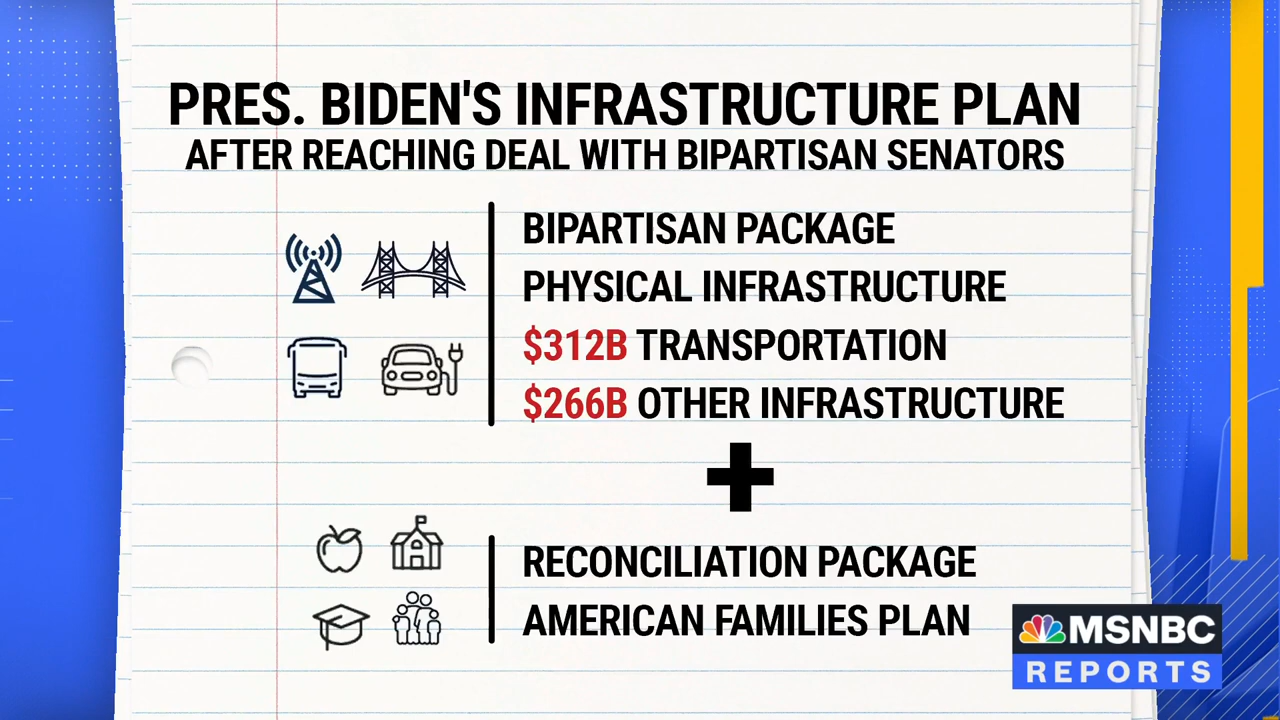 PRES. BIDEN'S INFRASTRUCTURE PLAN
AFTER REACHING DEAL WITH BIPARTISAN SENATORS
BIPARTISAN PACKAGE
PHYSICAL INFRASTRUCTURE
$312B TRANSPORTATION
$266B OTHER INFRASTRUCTURE
RECONCILIATION PACKAGE
AMERICAN FAMILIES PLAN
MSNBC
REPORTS